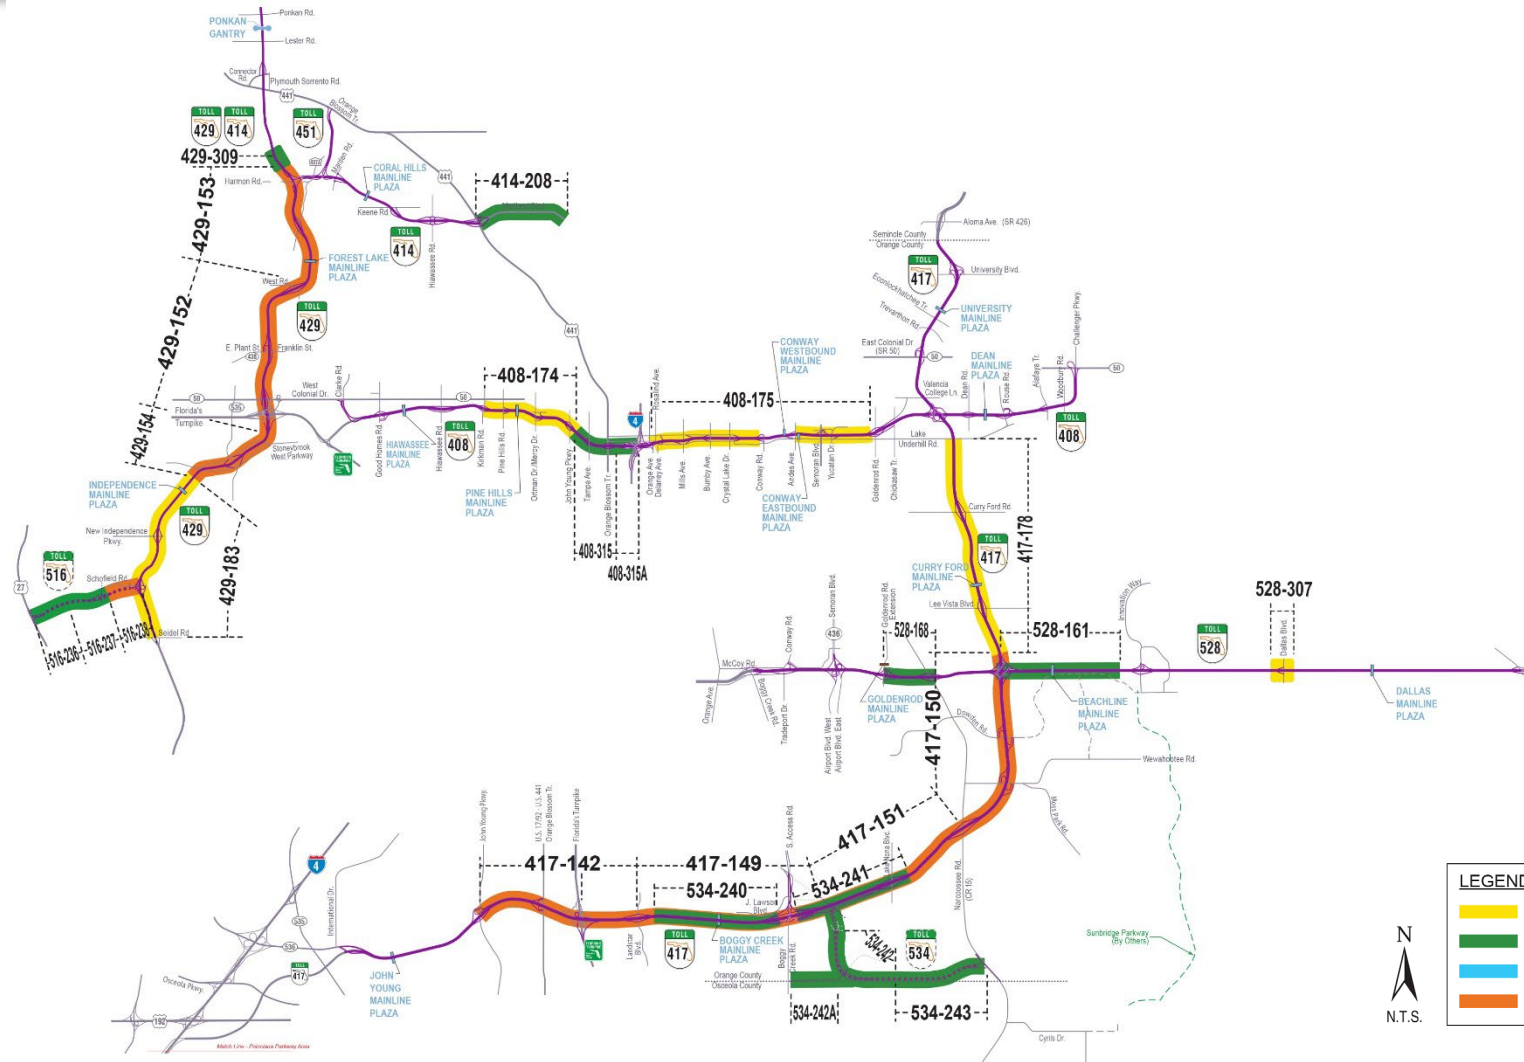 Ponkan Rd.
PONKAN
GANTRY
Lester Rd.
Connector
Rd.
Plymouth Sorrento Rd.
441
Orange
Blossom Tr.
TOLL
429
TOLL
414
TOLL
451
429-309
Harmon Rd.
Marden Rd.
CORAL HILLS
MAINLINE
PLAZA
441
414-208
Keene Rd
TOLL
414
Hiawassee Rd.
429-153
FOREST LAKE
MAINLINE
PLAZA
West Rd.
429-152
TOLL
429
E. Plant St.
Franklin St.
438
441
Aloma Ave. (SR 426)
Seminole County
Orange County
TOLL
417
University Blvd.
Econlockhatchee Tr.
Trevarthon Rd.
UNIVERSITY
MAINLINE
PLAZA
East Colonial Dr.
(SR 50)
50
DEAN
MAINLINE
PLAZA
Challenger Pkwy.
Valencia
College Ln.
Dean Rd.
Rouse Rd.
Alafaya Tr.
Woodbury Rd.
50
TOLL
408
CONWAY
WESTBOUND
MAINLINE
PLAZA
408-174
408-175
Rosalind Ave.
4
50
West
Colonial Dr.
Clarke Rd.
50
535
Florida's
Turnpike
429-154
Stoneybrook
West Parkway
Good Homes Rd.
HIAWASSEE
MAINLINE
PLAZA
Hiawassee Rd.
TOLL
408
Kirkman Rd.
Pine Hills Rd.
PINE HILLS
MAINLINE
PLAZA
Ortman Dr./Mercy Dr.
John Young Pkwy.
Tampa Ave.
Orange Blossom Tr.
Orange Ave.
Delaney Ave.
Mills Ave.
Bumby Ave.
Crystal Lake Dr.
Conway Rd.
Andes Ave.
CONWAY
EASTBOUND
MAINLINE
PLAZA
Semoran Blvd.
Yucatan Dr.
Goldenrod Rd.
Chickasaw Tr.
Lake
Underhill Rd.
408-315
408-315A
INDEPENDENCE
MAINLINE
PLAZA
TOLL
429
New Independence
Pkwy.
429-183
TOLL
516
27
Schofield Rd.
Seidel Rd
516-236
516-237
516-238
Curry Ford Rd.
417-178
TOLL
417
CURRY FORD
MAINLINE
PLAZA
Lee Vista Blvd.
528-307
Dallas Blvd.
Innovation Way
TOLL
528
528-161
528-168
Goldenrod Rd.
Extension
Semoran Blvd.
436
Conway Rd.
McCoy Rd.
Orange Ave.
Tradeport Dr.
Airport Blvd. West
Airport Blvd. East
GOLDENROD
MAINLINE
PLAZA
417-150
Dowden Rd.
BEACHLINE
MAINLINE
PLAZA
DALLAS
MAINLINE
PLAZA
Wewahootee Rd.
Moss Park Rd.
417-151
John Young Pkwy.
U.S. 17/92 - U.S. 441
Orange Blossom Tr.
Florida's Turnpike
S. Access Rd.
Lake Nona Blvd.
Narcoossee Rd.
(CR 15)
417-142
417-149
534-240
534-241
J. Lawson
Blvd.
4
International Dr.
535
536
TOLL
417
Osceola Pkwy.
192
JOHN
YOUNG
MAINLINE
PLAZA
Landstar
Blvd.
TOLL
417
BOGGY CREEK
MAINLINE
PLAZA
Boggy
Creek Rd.
Orange County
Osceola County
534-242
TOLL
534
534-242A
534-243
Sunbridge Parkway
(By Others)
Cyrils Dr.
Match Line - Poinciana Parkway Area
N
N.T.S.
LEGEND